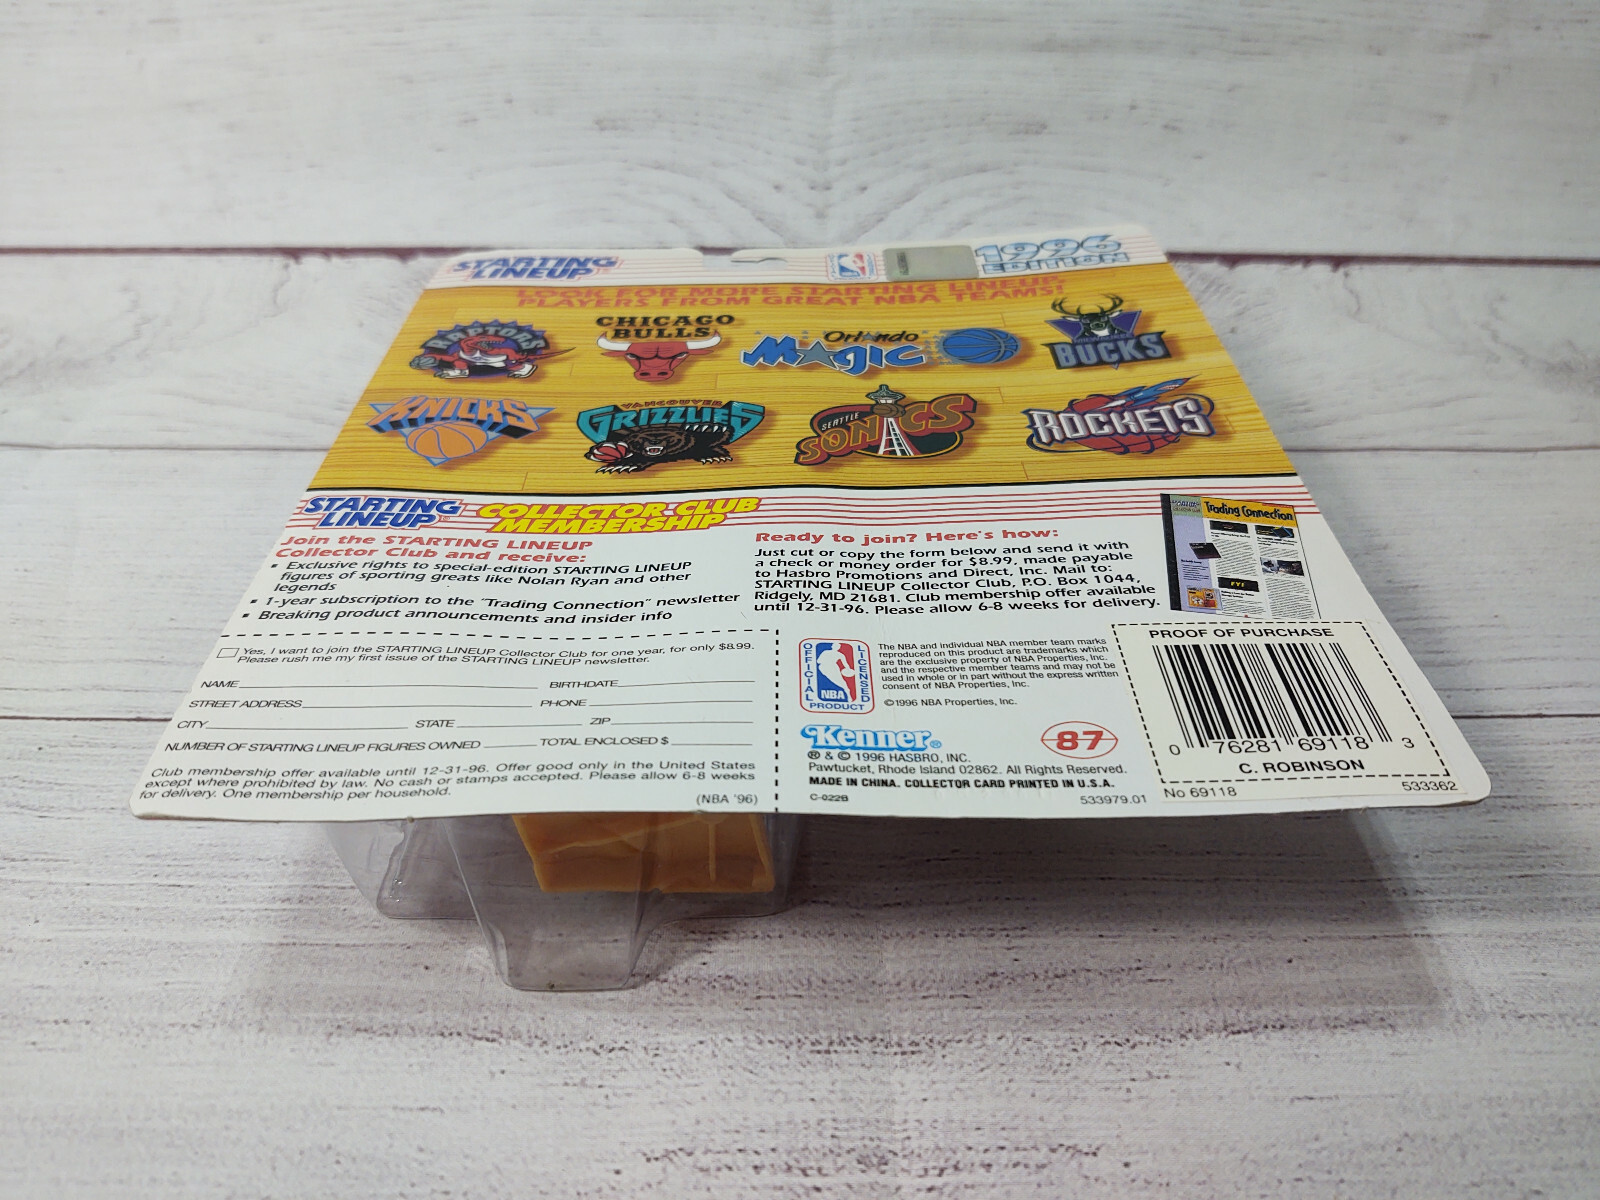 STARTING
LINEUP®
1996
EDITION
LOOK FOR MORE STARTING LINEUP
PLAYERS FROM GREAT NBA TEAMS!
RAPTORS
CHICAGO
BULLS
Orlando
MAGIC
BUCKS
KNICKS
VANCOUVER
GRIZZLIES
SEATTLE
SONICS
ROCKETS
STARTING
LINEUP®
COLLECTOR CLUB
MEMBERSHIP
Join the STARTING LINEUP
Collector Club and receive:
▪ Exclusive rights to special-edition STARTING LINEUP
figures of sporting greats like Nolan Ryan and other
legends
▪ 1-year subscription to the "Trading Connection" newsletter
▪ Breaking product announcements and insider info
Ready to join? Here's how:
Just cut or copy the form below and send it with
a check or money order for $8.99, made payable
to Hasbro Promotions and Direct, Inc. Mail to:
STARTING LINEUP Collector Club, P.O. Box 1044,
Ridgely, MD 21681. Club membership offer available
until 12-31-96. Please allow 6-8 weeks for delivery.
Trading Connection
Yes, I want to join the STARTING LINEUP Collector Club for one year, for only $8.99.
Please rush me my first issue of the STARTING LINEUP newsletter.
NAME BIRTHDATE
STREET ADDRESS PHONE
CITY STATE ZIP
NUMBER OF STARTING LINEUP FIGURES OWNED TOTAL ENCLOSED $
Club membership offer available until 12-31-96. Offer good only in the United States
except where prohibited by law. No cash or stamps accepted. Please allow 6-8 weeks
for delivery. One membership per household.
(NBA '96)
OFFICIAL
LICENSED
NBA
PRODUCT
The NBA and individual NBA member team marks
reproduced on this product are trademarks which
are the exclusive property of NBA Properties, Inc.
and the respective member teams and may not be
used in whole or in part without the express written
consent of NBA Properties, Inc.
©1996 NBA Properties, Inc.
Kenner®
87
® & © 1996 HASBRO, INC.
Pawtucket, Rhode Island 02862. All Rights Reserved.
MADE IN CHINA. COLLECTOR CARD PRINTED IN U.S.A.
C-022B
533979.01
PROOF OF PURCHASE
0 76281 69118 3
C. ROBINSON
No 69118
533362